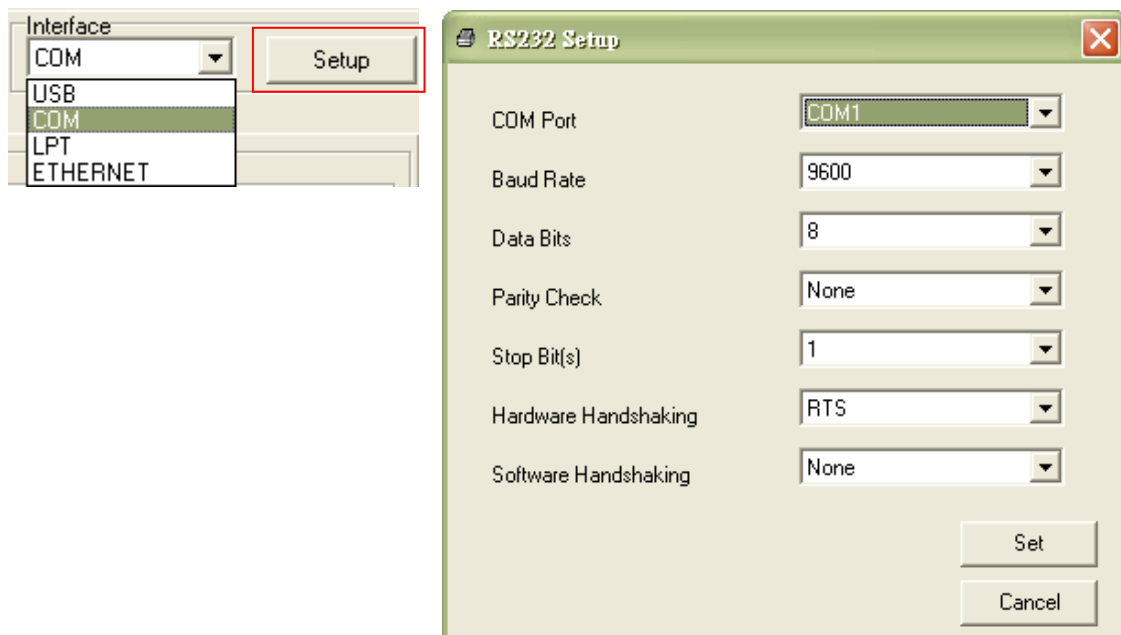 Interface
COM
Setup
USB
COM
LPT
ETHERNET
RS232 Setup
COM Port COM1
Baud Rate 9600
Data Bits 8
Parity Check None
Stop Bit(s) 1
Hardware Handshaking RTS
Software Handshaking None
Set
Cancel